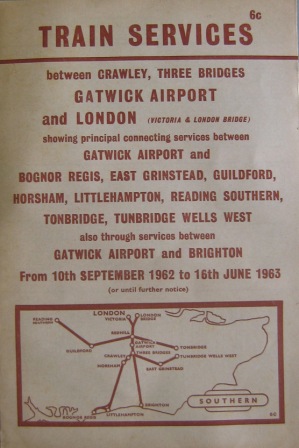 6c
TRAIN SERVICES
between CRAWLEY, THREE BRIDGES
GATWICK AIRPORT
and LONDON (VICTORIA & LONDON BRIDGE)
showing principal connecting services between
GATWICK AIRPORT and
BOGNOR REGIS, EAST GRINSTEAD, GUILDFORD,
HORSHAM, LITTLEHAMPTON, READING SOUTHERN,
TONBRIDGE, TUNBRIDGE WELLS WEST
also through services between
GATWICK AIRPORT and BRIGHTON
From 10th SEPTEMBER 1962 to 16th JUNE 1963
(or until further notice)
LONDON
VICTORIA
LONDON BRIDGE
READING SOUTHERN
REDHILL
GUILDFORD
GATWICK AIRPORT
TONBRIDGE
CRAWLEY
THREE BRIDGES
TUNBRIDGE WELLS WEST
HORSHAM
EAST GRINSTEAD
SOUTHERN
BOGNOR REGIS
LITTLEHAMPTON
BRIGHTON